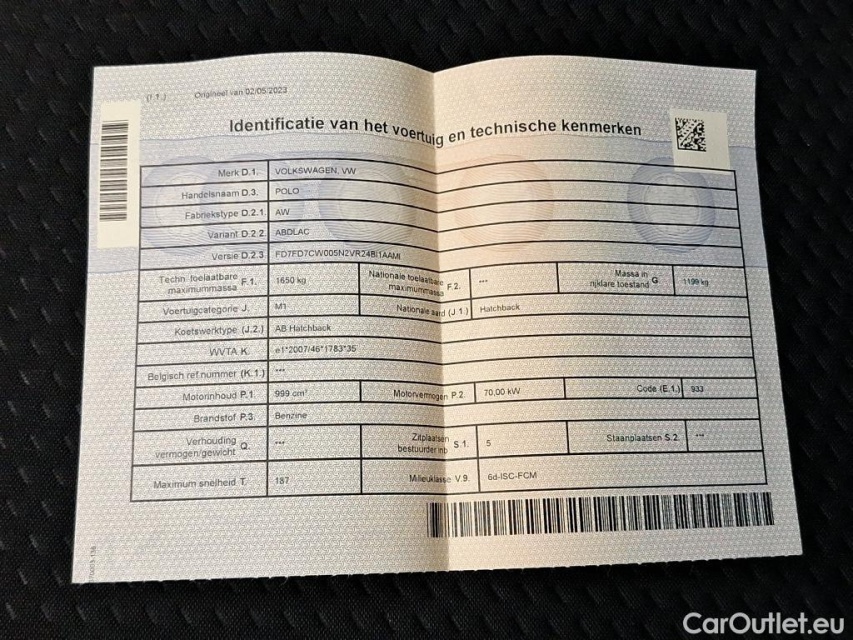 (I.1.) Origineel van 02/05/2023
Identificatie van het voertuig en technische kenmerken
Merk D.1. VOLKSWAGEN, VW
Handelsnaam D.3. POLO
Fabriekstype D.2.1. AW
Variant D.2.2. ABDLAC
Versie D.2.3. FD7FD7CW005N2VR24BI1AAMI
Techn. toelaatbare maximummassa F.1. 1650 kg Nationale toelaatbare maximummassa F.2. --- Massa in rijklare toestand G 1199 kg
Voertuigcategorie J. M1 Nationale aard (J.1.) Hatchback
Koetswerktype (J.2.) AB Hatchback
WVTA K. e1*2007/46*1783*35
Belgisch ref.nummer (K.1.) ---
Motorinhoud P.1. 999 cm³ Motorvermogen P.2. 70,00 kW Code (E.1.) 933
Brandstof P.3. Benzine
Verhouding vermogen/gewicht Q. --- Zitplaatsen bestuurder inb S.1. 5 Staanplaatsen S.2. ---
Maximum snelheid T. 187 Milieuklasse V.9. 6d-ISC-FCM
CarOutlet.eu